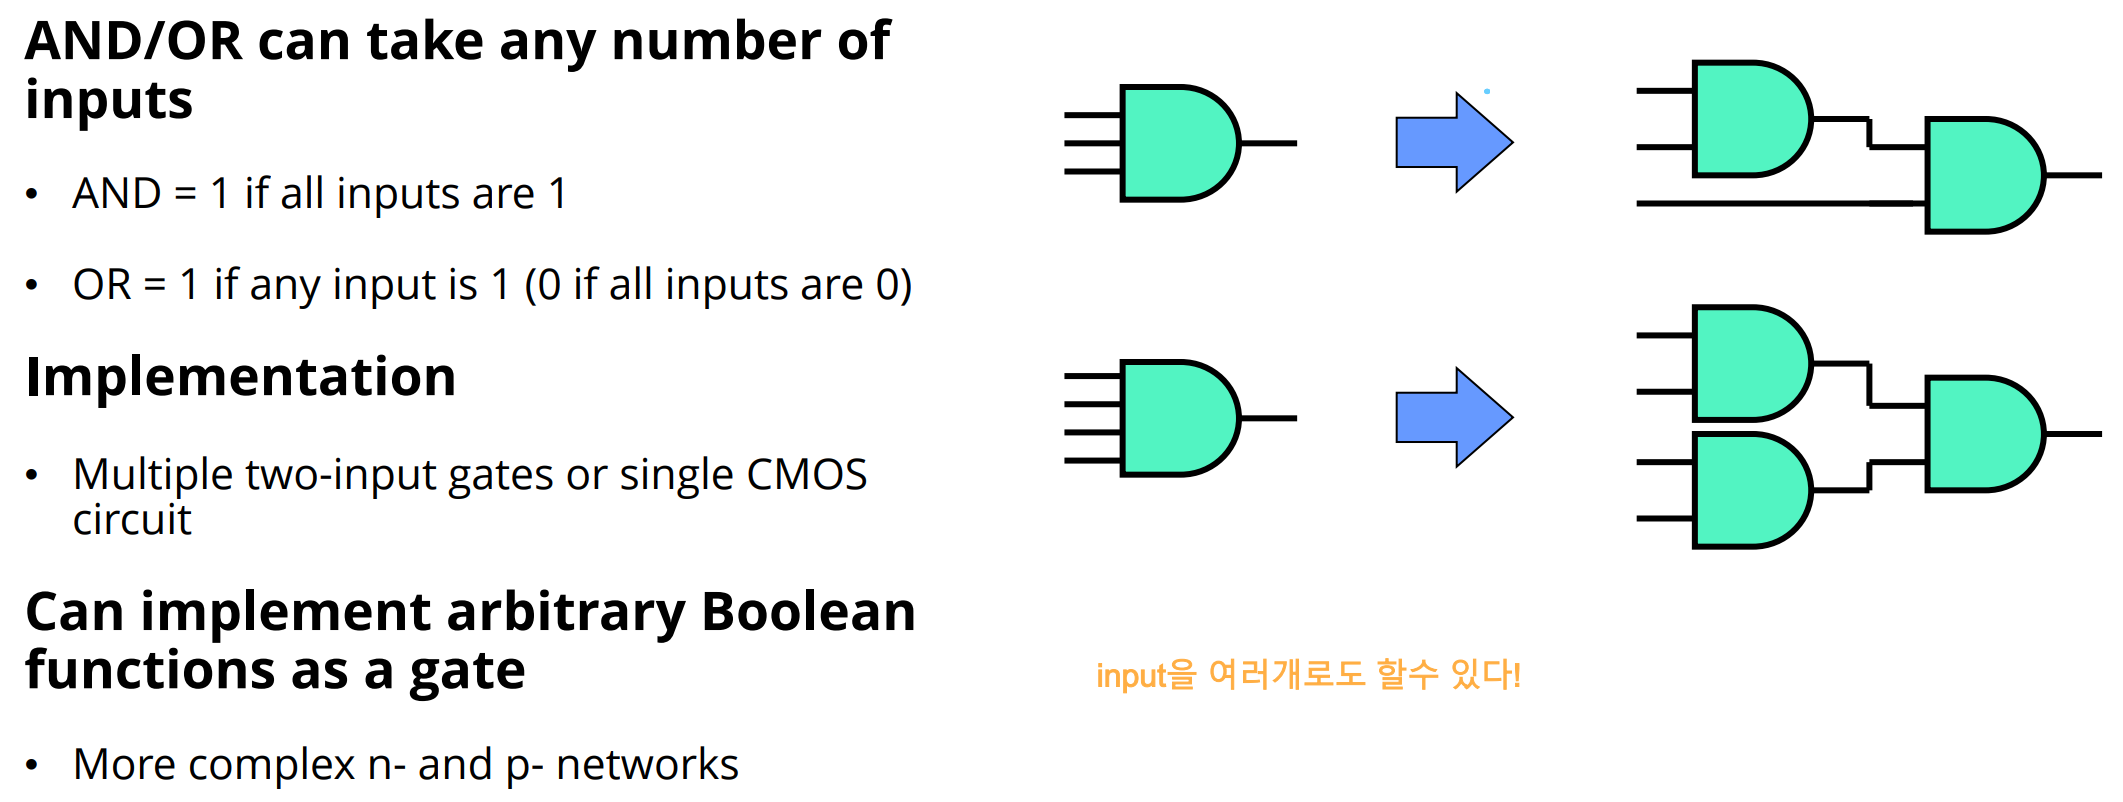 AND/OR can take any number of
inputs
• AND = 1 if all inputs are 1
• OR = 1 if any input is 1 (0 if all inputs are 0)
Implementation
• Multiple two-input gates or single CMOS
circuit
Can implement arbitrary Boolean
functions as a gate
• More complex n- and p- networks
input을 여러개로도 할수 있다!